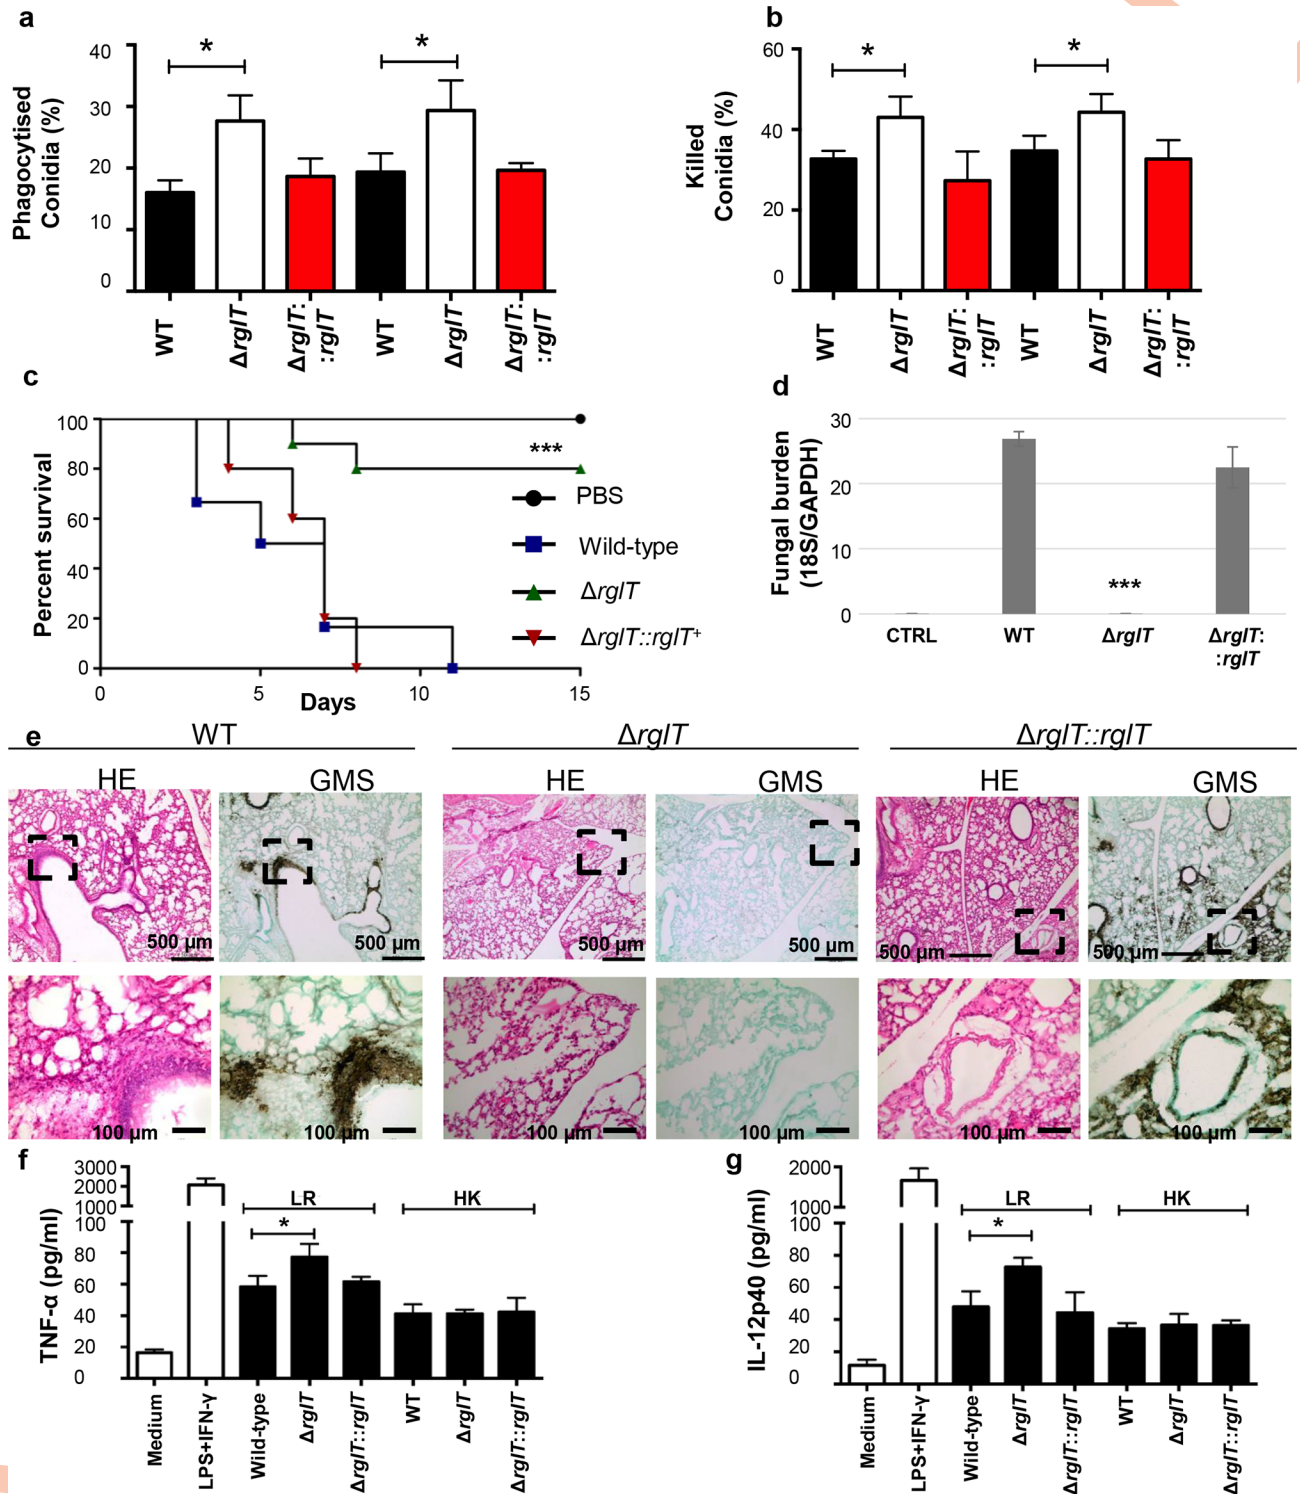 a
Phagocytised
Conidia (%)
40
30
20
10
0
*
*
WT
ΔrglT
ΔrglT:
:rglT
WT
ΔrglT
ΔrglT:
:rglT
b
Killed
Conidia (%)
60
40
20
0
*
*
WT
ΔrglT
ΔrglT:
:rglT
WT
ΔrglT
ΔrglT:
:rglT
c
Percent survival
100
80
60
40
20
0
0
5
10
15
Days
***
PBS
Wild-type
ΔrglT
ΔrglT::rglT⁺
d
Fungal burden
(18S/GAPDH)
30
20
10
0
***
CTRL
WT
ΔrglT
ΔrglT:
:rglT
e
WT
ΔrglT
ΔrglT::rglT
HE
GMS
HE
GMS
HE
GMS
500 µm
500 µm
500 µm
500 µm
500 µm
500 µm
100 µm
100 µm
100 µm
100 µm
100 µm
100 µm
f
TNF-α (pg/ml)
3000
2000
1000
100
80
60
40
20
0
LR
HK
*
Medium
LPS+IFN-γ
Wild-type
ΔrglT
ΔrglT::rglT
WT
ΔrglT
ΔrglT::rglT
g
IL-12p40 (pg/ml)
2000
1000
100
80
60
40
20
0
LR
HK
*
Medium
LPS+IFN-γ
Wild-type
ΔrglT
ΔrglT::rglT
WT
ΔrglT
ΔrglT::rglT